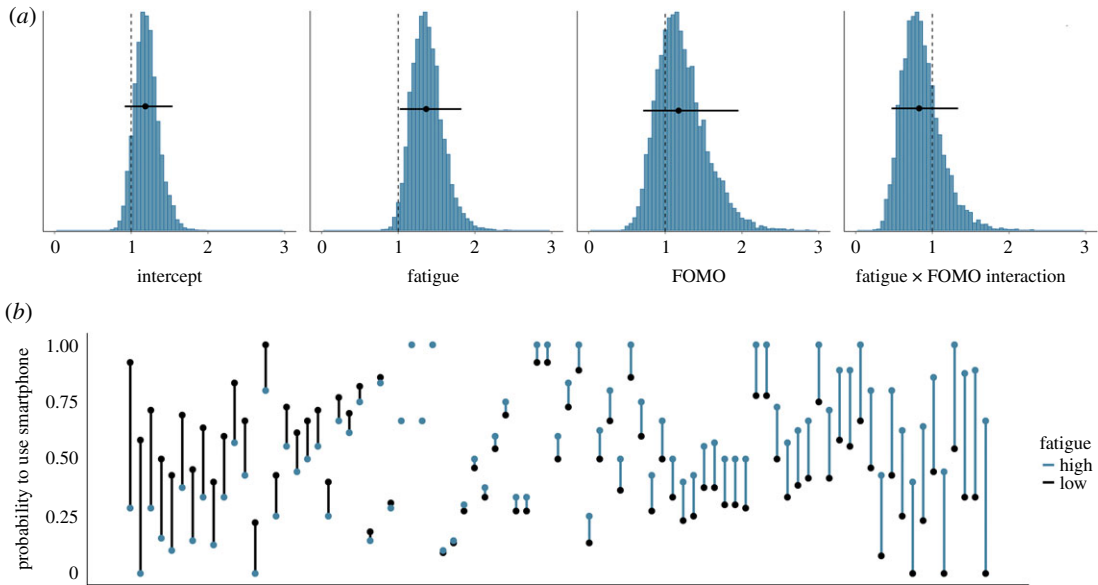 (a)
0 1 2 3
intercept
0 1 2 3
fatigue
0 1 2 3
FOMO
0 1 2 3
fatigue × FOMO interaction
(b)
probability to use smartphone
1.00
0.75
0.50
0.25
0
fatigue
high
low